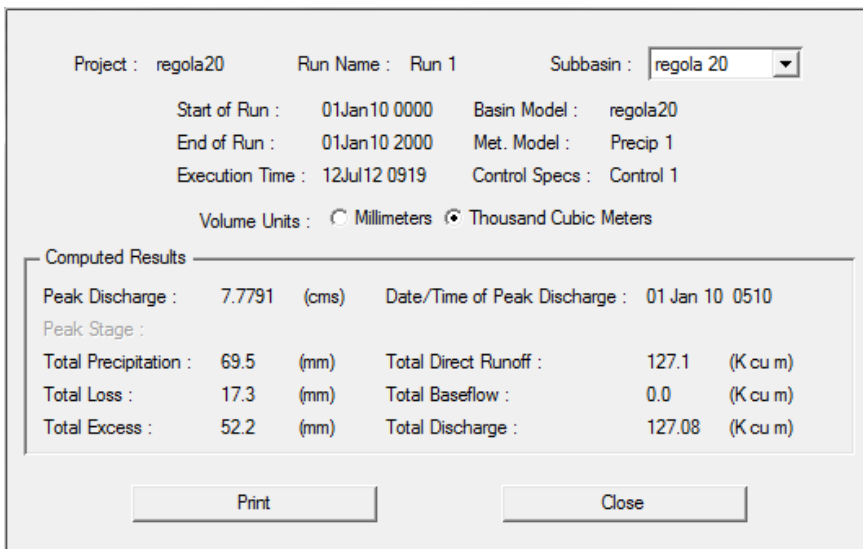 Project : regola20 Run Name : Run 1 Subbasin : regola 20
Start of Run : 01Jan10 0000 Basin Model : regola20
End of Run : 01Jan10 2000 Met. Model : Precip 1
Execution Time : 12Jul12 0919 Control Specs : Control 1
Volume Units : Millimeters Thousand Cubic Meters
Computed Results
Peak Discharge : 7.7791 (cms) Date/Time of Peak Discharge : 01 Jan 10 0510
Peak Stage :
Total Precipitation : 69.5 (mm) Total Direct Runoff : 127.1 (K cu m)
Total Loss : 17.3 (mm) Total Baseflow : 0.0 (K cu m)
Total Excess : 52.2 (mm) Total Discharge : 127.08 (K cu m)
Print Close